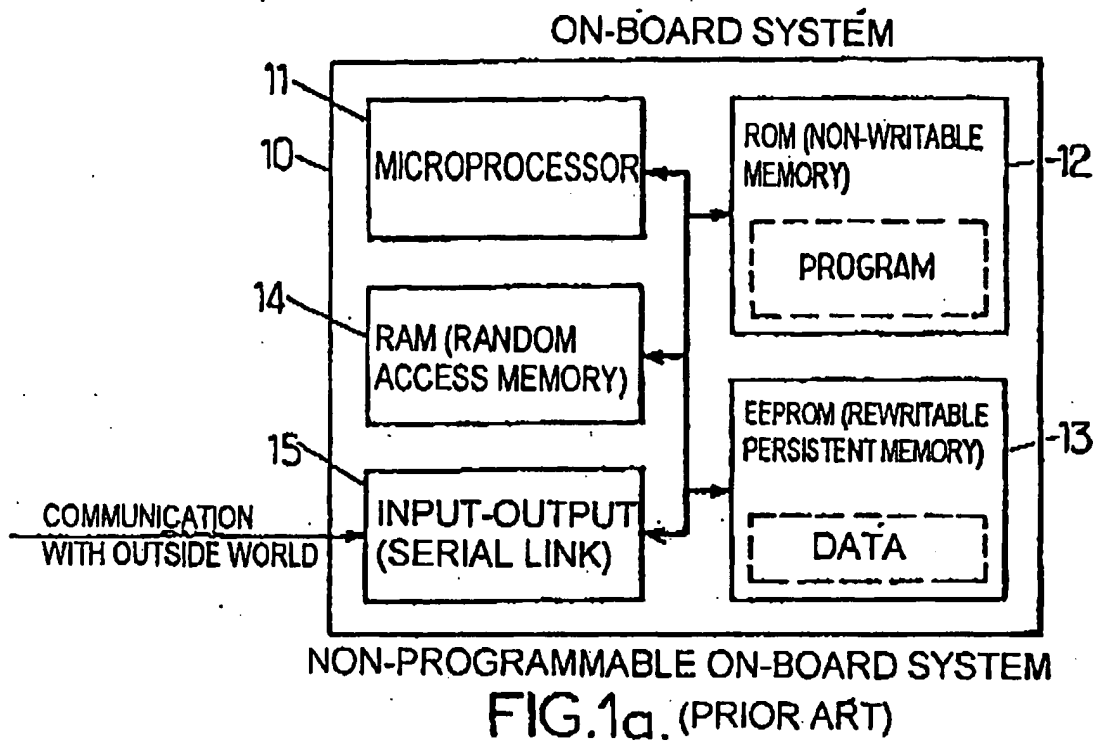 ON-BOARD SYSTEM
11
10
MICROPROCESSOR
ROM (NON-WRITABLE
MEMORY)
12
PROGRAM
14
RAM (RANDOM
ACCESS MEMORY)
EEPROM (REWRITABLE
PERSISTENT MEMORY)
13
DATA
15
INPUT-OUTPUT
(SERIAL LINK)
COMMUNICATION
WITH OUTSIDE WORLD
NON-PROGRAMMABLE ON-BOARD SYSTEM
FIG.1a. (PRIOR ART)